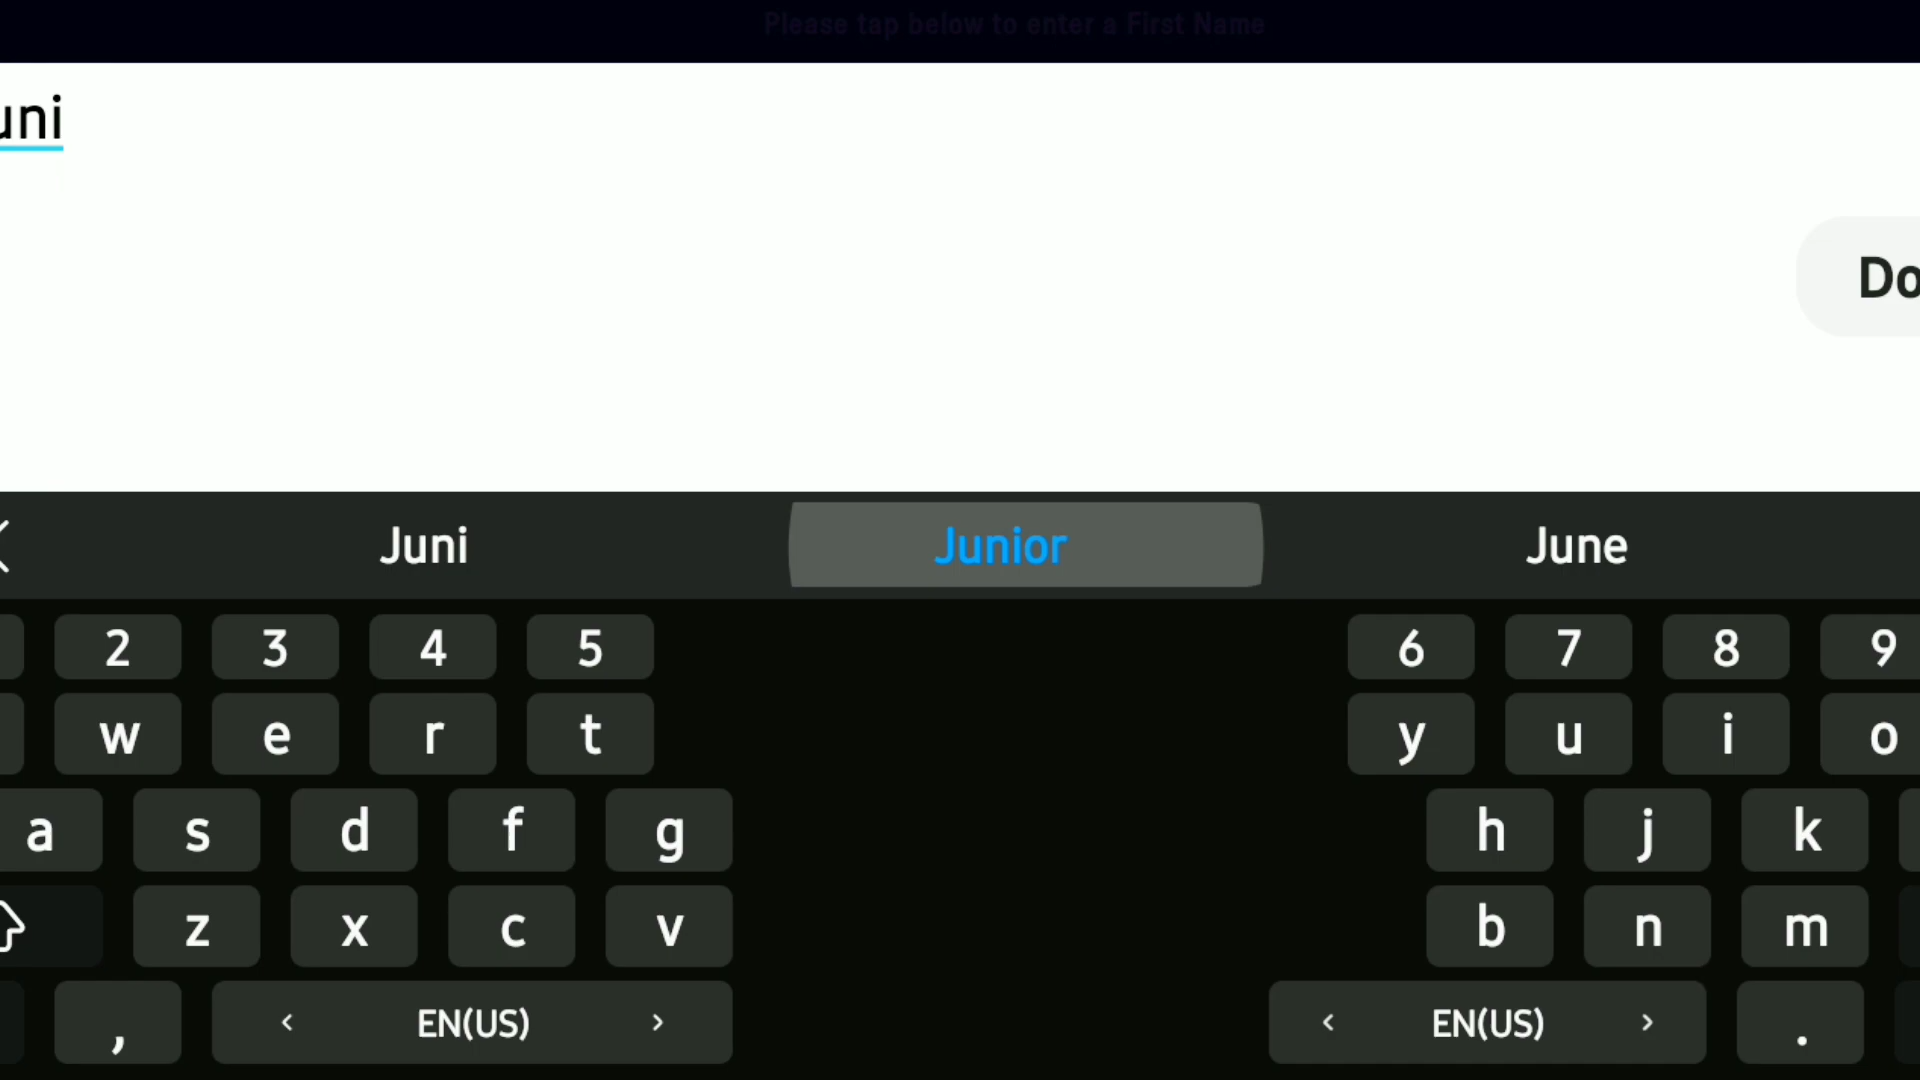 Please tap below to enter a First Name
uni
Do
Juni Junior June
2 3 4 5 6 7 8 9
w e r t y u i o
a s d f g h j k
z x c v b n m
, < EN(US) > < EN(US) > .